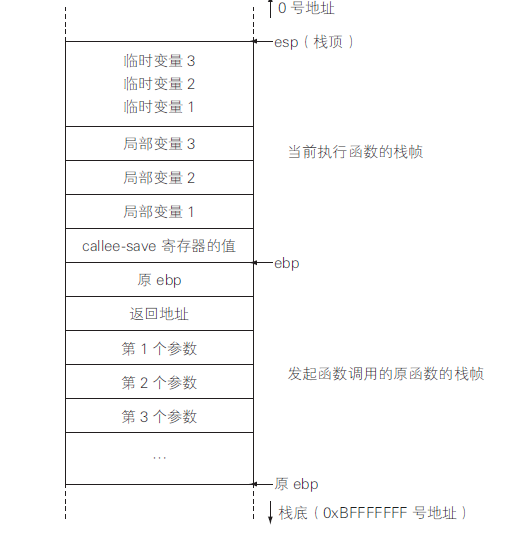 0 号地址
esp（栈顶）
临时变量 3
临时变量 2
临时变量 1
局部变量 3
当前执行函数的栈帧
局部变量 2
局部变量 1
callee-save 寄存器的值
ebp
原 ebp
返回地址
第 1 个参数
第 2 个参数
发起函数调用的原函数的栈帧
第 3 个参数
…
原 ebp
栈底（0xBFFFFFFF 号地址）